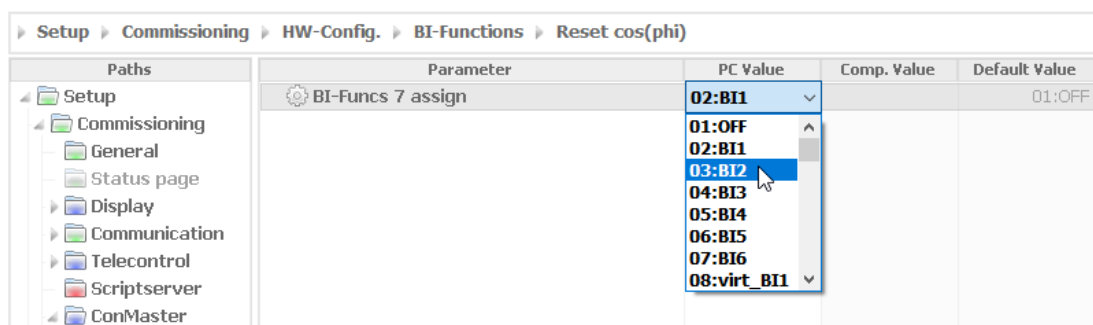 Setup Commissioning HW-Config. BI-Functions Reset cos(phi)
Paths Parameter PC Value Comp. Value Default Value
Setup BI-Funcs 7 assign 02:BI1 01:OFF
Commissioning
General
Status page
Display
Communication
Telecontrol
Scriptserver
ConMaster
01:OFF
02:BI1
03:BI2
04:BI3
05:BI4
06:BI5
07:BI6
08:virt_BI1